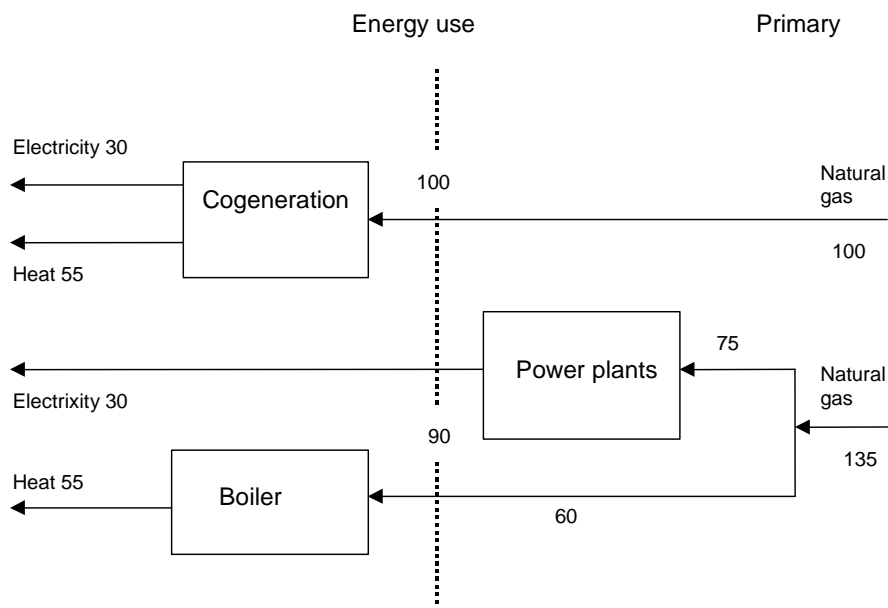 Energy use
Primary
Electricity 30
Cogeneration
100
Natural
gas
100
Heat 55
Power plants
75
Natural
gas
135
Electrixity 30
90
Heat 55
Boiler
60